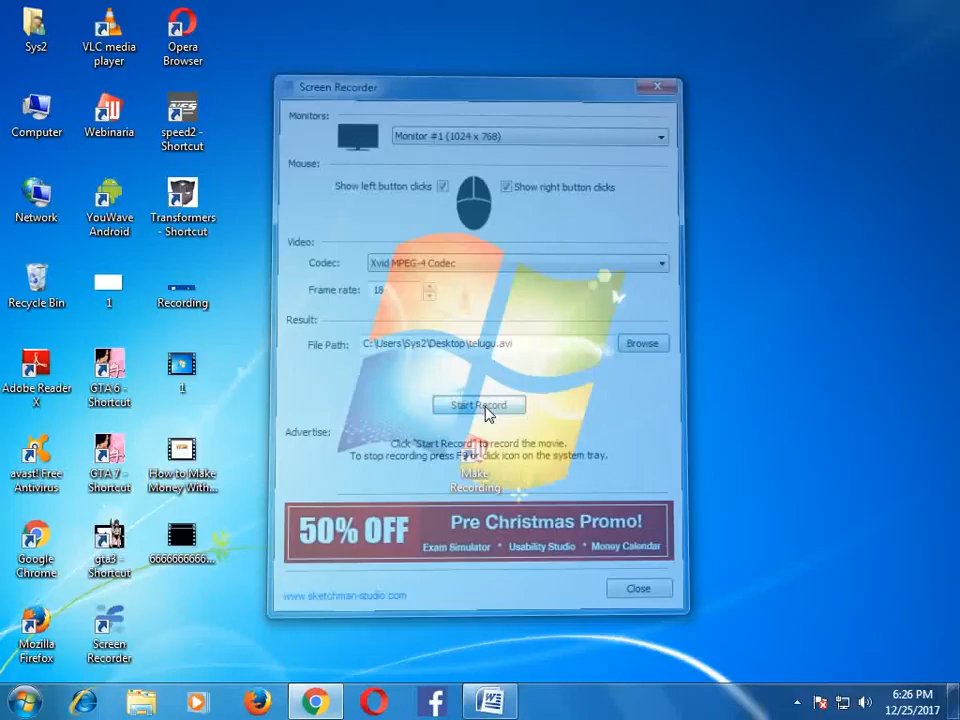 Sys2
VLC media
player
Opera
Browser
Computer
Webinaria
speed2 -
Shortcut
Network
YouWave
Android
Transformers
- Shortcut
Recycle Bin
1
Recording
Adobe Reader
X
GTA 6 -
Shortcut
1
avast! Free
Antivirus
GTA 7 -
Shortcut
How to Make
Money With...
Google
Chrome
gta3 -
Shortcut
6666666666...
Mozilla
Firefox
Screen
Recorder
Screen Recorder
Monitors:
Monitor #1 (1024 x 768)
Mouse:
Show left button clicks
Show right button clicks
Video:
Codec:
Xvid MPEG-4 Codec
Frame rate:
18
Result:
File Path:
C:\Users\Sys2\Desktop\telugu.avi
Browse
Start Record
Advertise:
Click "Start Record" to record the movie.
To stop recording press F9 or click icon on the system tray.
Make
Recording
50% OFF
Pre Christmas Promo!
Exam Simulator * Usability Studio * Money Calendar
www.sketchman-studio.com
Close
6:26 PM
12/25/2017